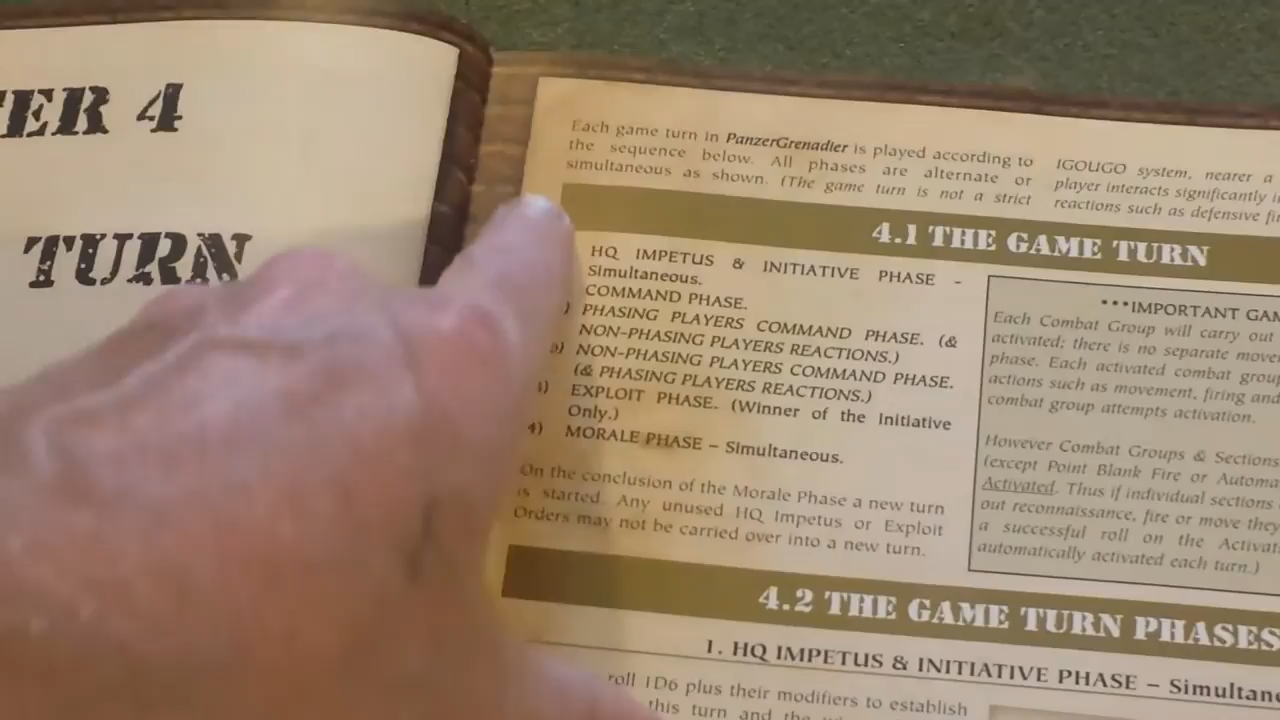 ER 4
TURN
Each game turn in PanzerGrenadier is played according to
the sequence below. All phases are alternate or
simultaneous as shown. (The game turn is not a strict
IGOUGO system, nearer a
player interacts significantly
reactions such as defensive
4.1 THE GAME TURN
HQ IMPETUS & INITIATIVE PHASE -
Simultaneous.
COMMAND PHASE.
) PHASING PLAYERS COMMAND PHASE. (&
NON-PHASING PLAYERS REACTIONS.)
) NON-PHASING PLAYERS COMMAND PHASE.
(& PHASING PLAYERS REACTIONS.)
) EXPLOIT PHASE. (Winner of the Initiative
Only.)
4) MORALE PHASE – Simultaneous.
On the conclusion of the Morale Phase a new turn
is started. Any unused HQ Impetus or Exploit
Orders may not be carried over into a new turn.
***IMPORTANT GAM
Each Combat Group will carry out
activated; there is no separate
phase. Each activated combat
actions such as movement, firing and
combat group attempts activation.
However Combat Groups & Sections
(except Point Blank Fire or
Activated. Thus if individual sections
out reconnaissance, fire or move they
a successful roll on the
automatically activated each turn.)
4.2 THE GAME TURN PHASES
1. HQ IMPETUS & INITIATIVE PHASE –
roll 1D6 plus their modifiers to establish
this turn and the